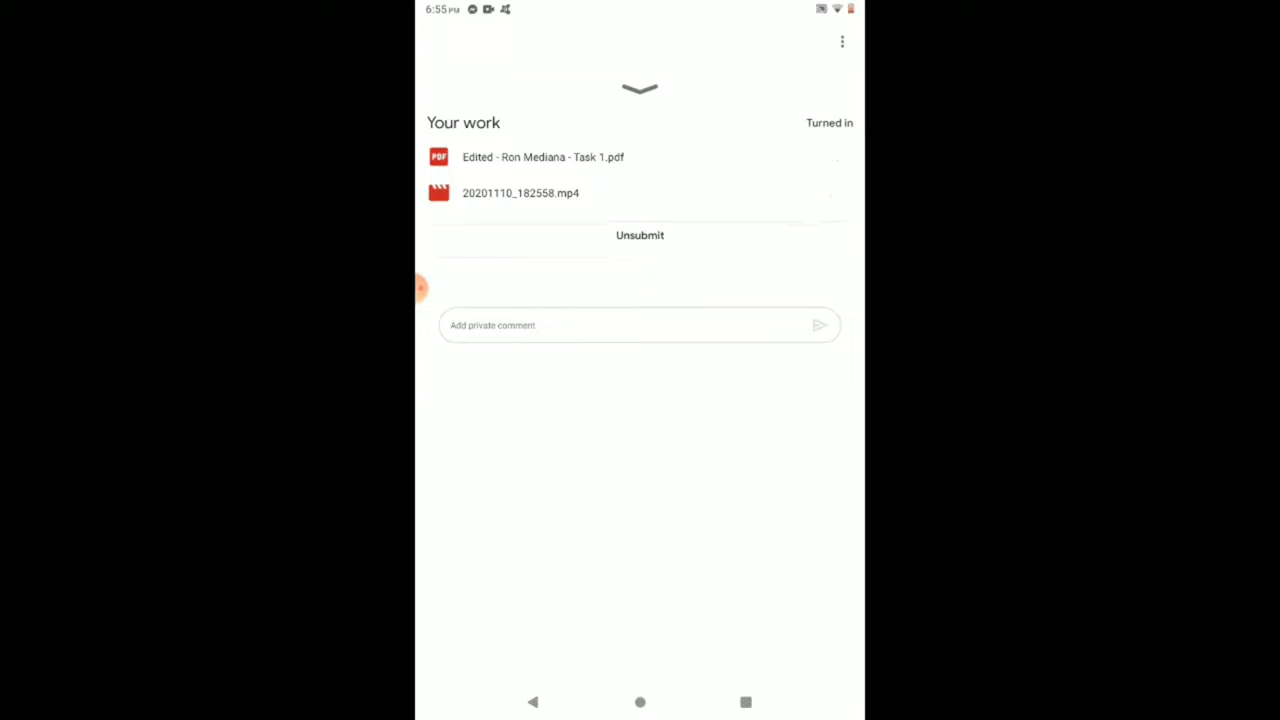 6:55 PM
Your work
Turned in
PDF
Edited - Ron Mediana - Task 1.pdf
20201110_182558.mp4
Unsubmit
Add private comment